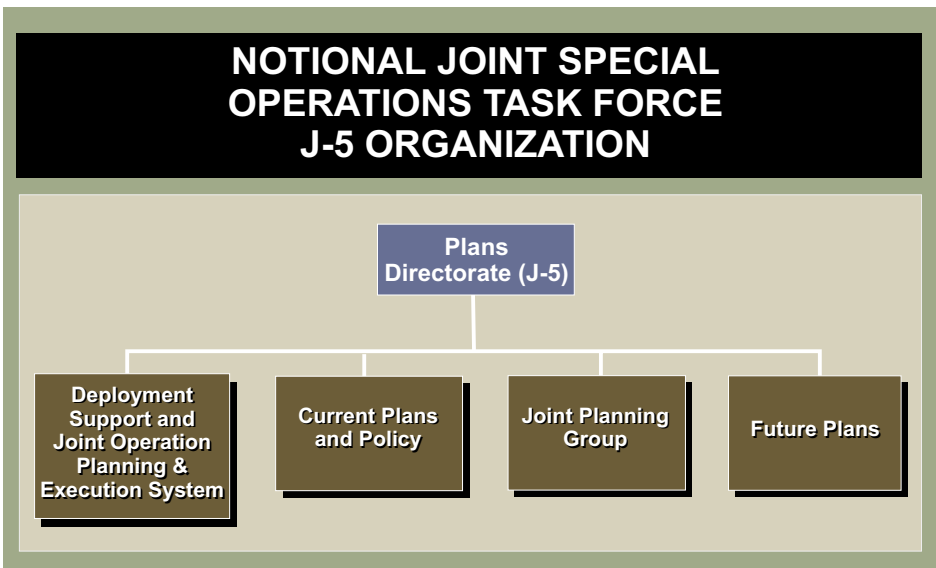 NOTIONAL JOINT SPECIAL
OPERATIONS TASK FORCE
J-5 ORGANIZATION
Plans
Directorate (J-5)
Deployment
Support and
Joint Operation
Planning &
Execution System
Current Plans
and Policy
Joint Planning
Group
Future Plans